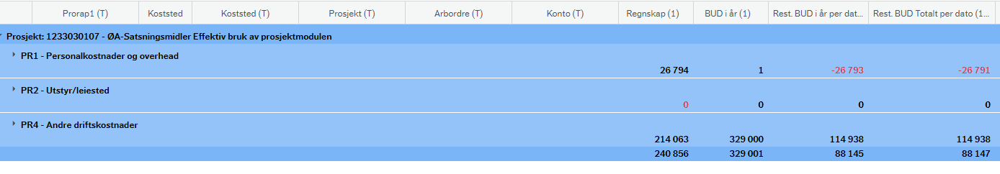 Prorap1 (T) Koststed Koststed (T) Prosjekt (T) Arbordre (T) Konto (T) Regnskap (1) BUD i år (1) Rest. BUD i år per dat... Rest. BUD Totalt per dato (1...
Prosjekt: 1233030107 - ØA-Satsningsmidler Effektiv bruk av prosjektmodulen
PR1 - Personalkostnader og overhead
26 794 1 -26 793 -26 791
PR2 - Utstyr/leiested
0 0 0 0
PR4 - Andre driftskostnader
214 063 329 000 114 938 114 938
240 856 329 001 88 145 88 147